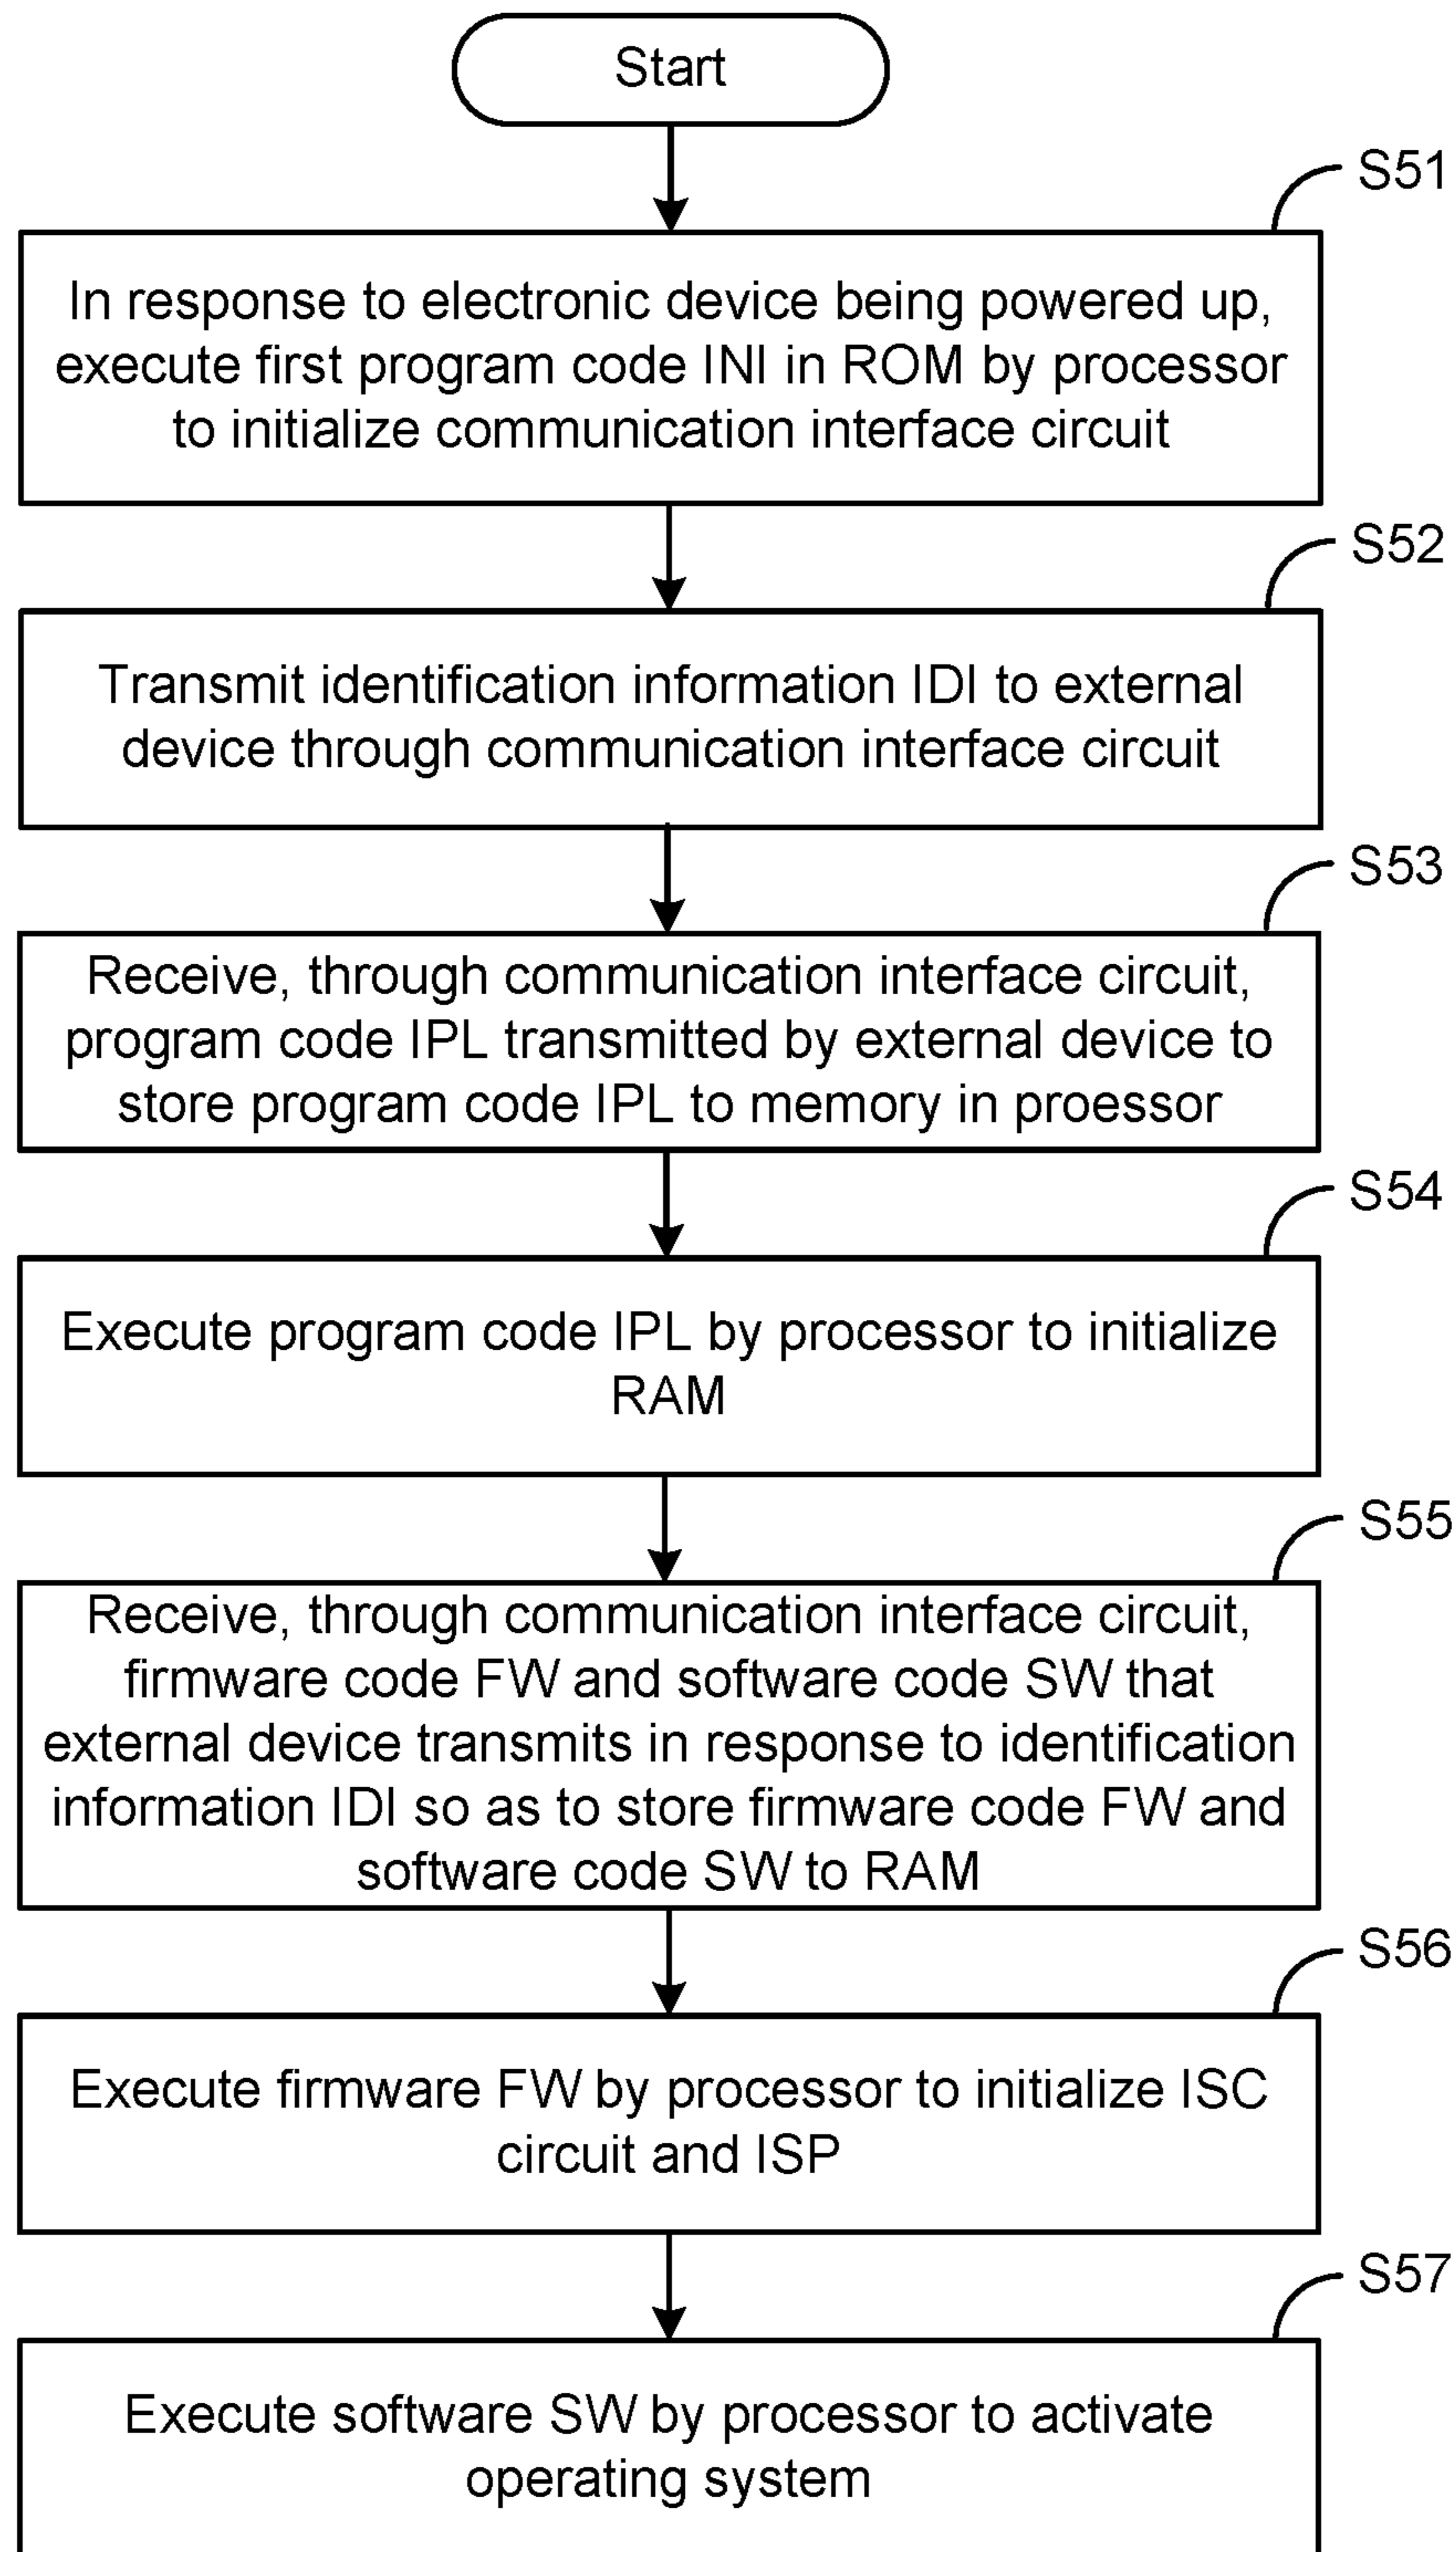 Start
S51
In response to electronic device being powered up,
execute first program code INI in ROM by processor
to initialize communication interface circuit
S52
Transmit identification information IDI to external
device through communication interface circuit
S53
Receive, through communication interface circuit,
program code IPL transmitted by external device to
store program code IPL to memory in proessor
S54
Execute program code IPL by processor to initialize
RAM
S55
Receive, through communication interface circuit,
firmware code FW and software code SW that
external device transmits in response to identification
information IDI so as to store firmware code FW and
software code SW to RAM
S56
Execute firmware FW by processor to initialize ISC
circuit and ISP
S57
Execute software SW by processor to activate
operating system